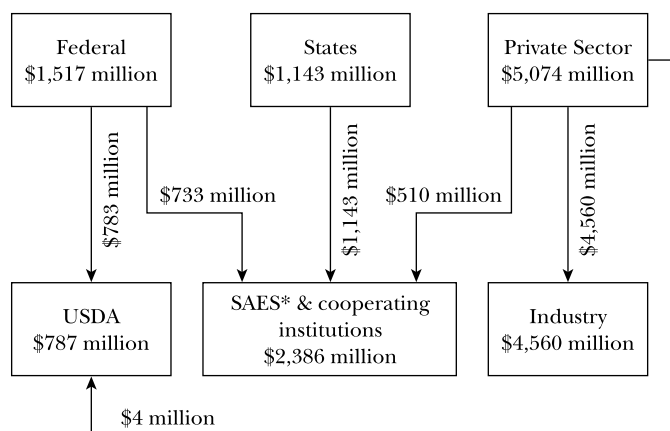 Federal
$1,517 million
States
$1,143 million
Private Sector
$5,074 million
$783 million
$733 million
$1,143 million
$510 million
$4,560 million
USDA
$787 million
SAES* & cooperating
institutions
$2,386 million
Industry
$4,560 million
$4 million